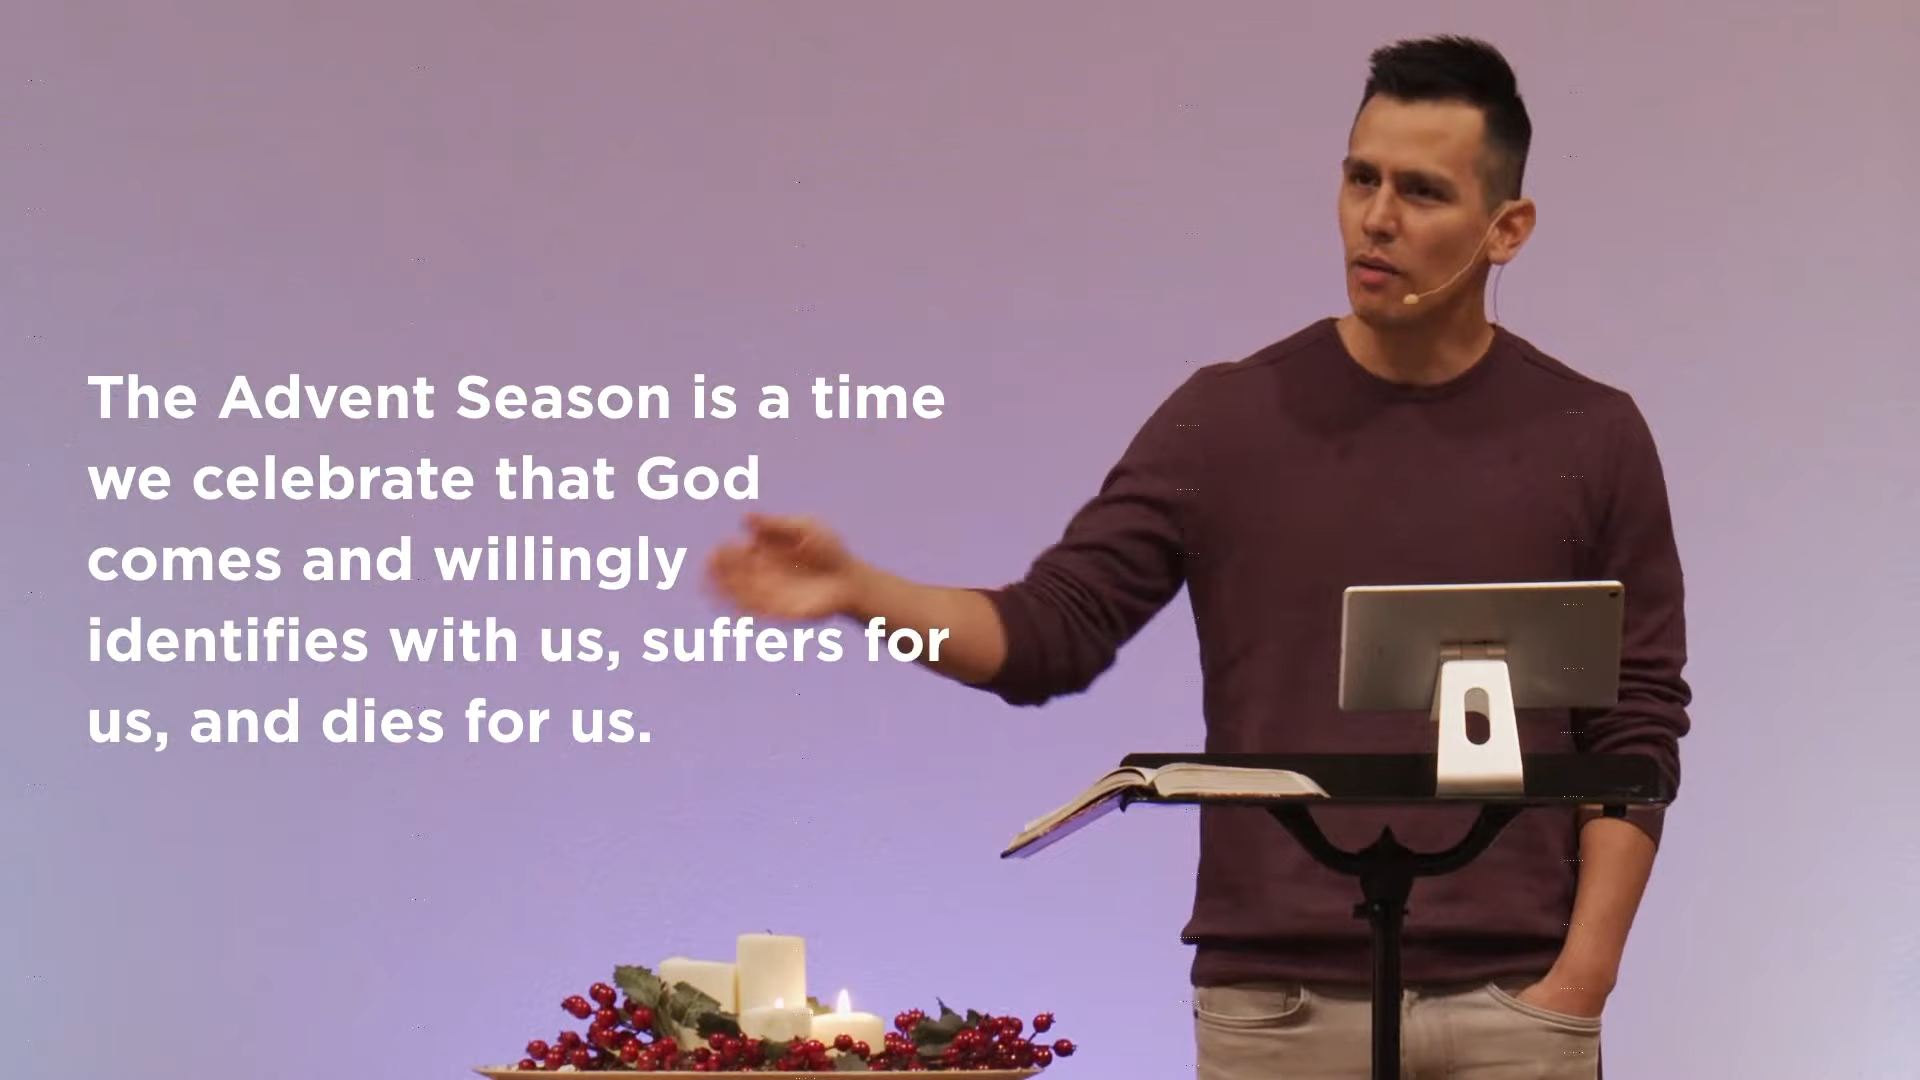 The Advent Season is a time
we celebrate that God
comes and willingly
identifies with us, suffers for
us, and dies for us.